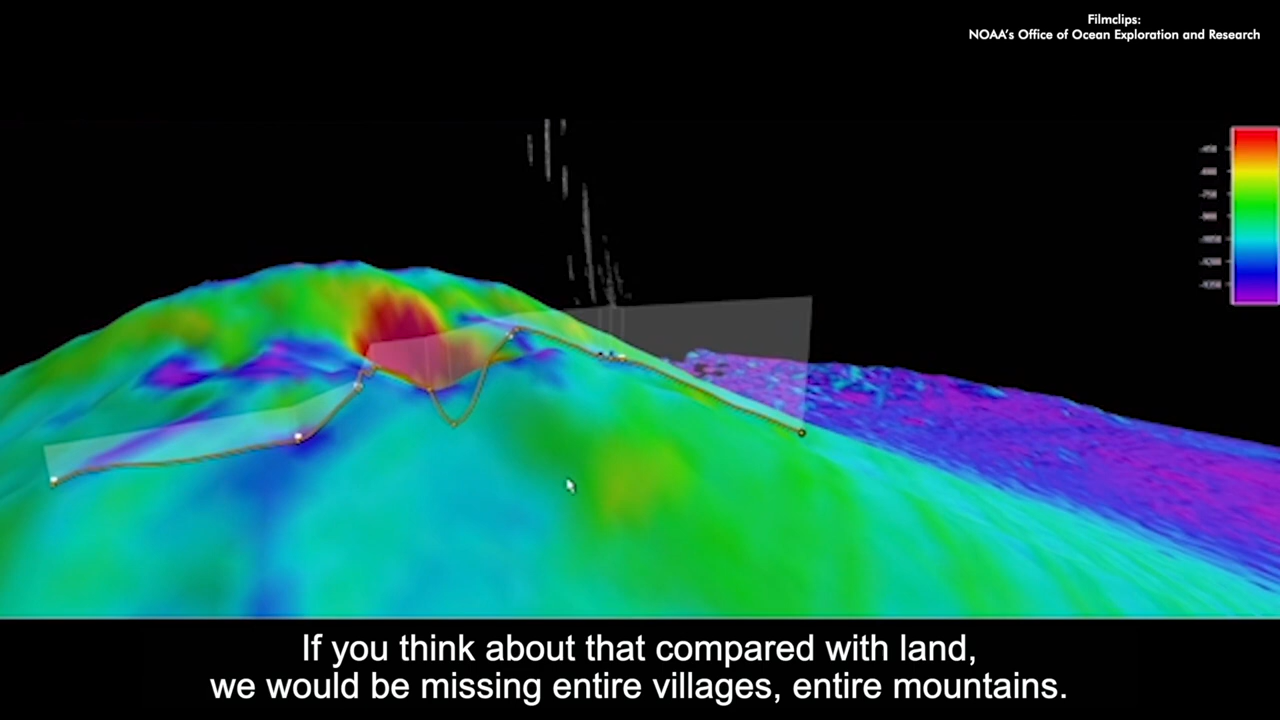 Filmclips:
NOAA's Office of Ocean Exploration and Research
If you think about that compared with land,
we would be missing entire villages, entire mountains.